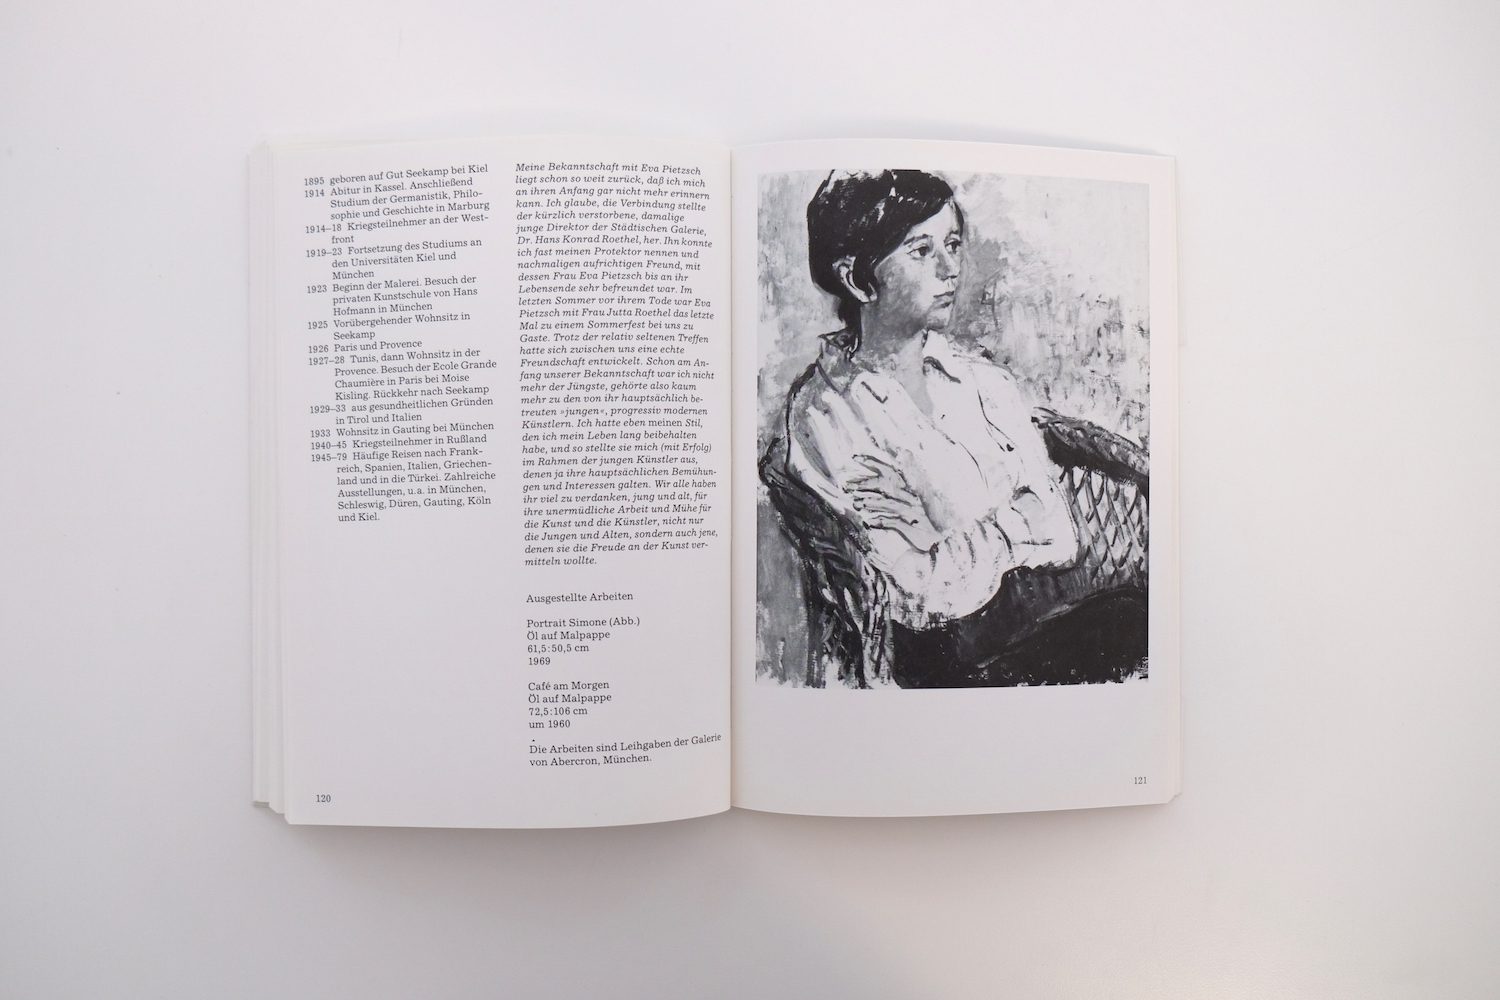 1895 geboren auf Gut Seekamp bei Kiel
1914 Abitur in Kassel. Anschließend
Studium der Germanistik, Philo-
sophie und Geschichte in Marburg
1914–18 Kriegsteilnehmer an der West-
front
1919–23 Fortsetzung des Studiums an
den Universitäten Kiel und
München
1923 Beginn der Malerei. Besuch der
privaten Kunstschule von Hans
Hofmann in München
1925 Vorübergehender Wohnsitz in
Seekamp
1926 Paris und Provence
1927–28 Tunis, dann Wohnsitz in der
Provence. Besuch der Ecole Grande
Chaumière in Paris bei Moise
Kisling. Rückkehr nach Seekamp
1929–33 aus gesundheitlichen Gründen
in Tirol und Italien
1933 Wohnsitz in Gauting bei München
1940–45 Kriegsteilnehmer in Rußland
1945–79 Häufige Reisen nach Frank-
reich, Spanien, Italien, Griechen-
land und in die Türkei. Zahlreiche
Ausstellungen, u.a. in München,
Schleswig, Düren, Gauting, Köln
und Kiel.
120
Meine Bekanntschaft mit Eva Pietzsch
liegt schon so weit zurück, daß ich mich
an ihren Anfang gar nicht mehr erinnern
kann. Ich glaube, die Verbindung stellte
der kürzlich verstorbene, damalige
junge Direktor der Städtischen Galerie,
Dr. Hans Konrad Roethel, her. Ihn konnte
ich fast meinen Protektor nennen und
nachmaligen aufrichtigen Freund, mit
dessen Frau Eva Pietzsch bis an ihr
Lebensende sehr befreundet war. Im
letzten Sommer vor ihrem Tode war Eva
Pietzsch mit Frau Jutta Roethel das letzte
Mal zu einem Sommerfest bei uns zu
Gaste. Trotz der relativ seltenen Treffen
hatte sich zwischen uns eine echte
Freundschaft entwickelt. Schon am An-
fang unserer Bekanntschaft war ich nicht
mehr der Jüngste, gehörte also kaum
mehr zu den von ihr hauptsächlich be-
treuten »jungen«, progressiv modernen
Künstlern. Ich hatte eben meinen Stil,
den ich mein Leben lang beibehalten
habe, und so stellte sie mich (mit Erfolg)
im Rahmen der jungen Künstler aus,
denen ja ihre hauptsächlichen Bemühun-
gen und Interessen galten. Wir alle haben
ihr viel zu verdanken, jung und alt, für
ihre unermüdliche Arbeit und Mühe für
die Kunst und die Künstler, nicht nur
die Jungen und Alten, sondern auch jene,
denen sie die Freude an der Kunst ver-
mitteln wollte.
Ausgestellte Arbeiten
Portrait Simone (Abb.)
Öl auf Malpappe
61,5:50,5 cm
1969
Café am Morgen
Öl auf Malpappe
72,5:106 cm
um 1960
Die Arbeiten sind Leihgaben der Galerie
von Abercron, München.
121